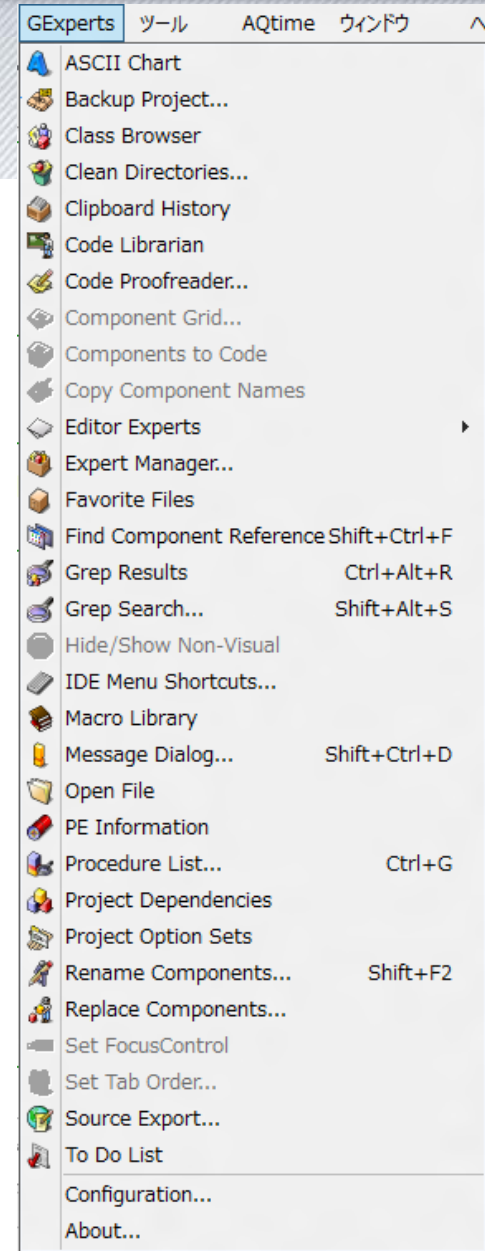 GExperts ツール AQtime ウィンドウ
ASCII Chart
Backup Project...
Class Browser
Clean Directories...
Clipboard History
Code Librarian
Code Proofreader...
Component Grid...
Components to Code
Copy Component Names
Editor Experts
Expert Manager...
Favorite Files
Find Component Reference Shift+Ctrl+F
Grep Results Ctrl+Alt+R
Grep Search... Shift+Alt+S
Hide/Show Non-Visual
IDE Menu Shortcuts...
Macro Library
Message Dialog... Shift+Ctrl+D
Open File
PE Information
Procedure List... Ctrl+G
Project Dependencies
Project Option Sets
Rename Components... Shift+F2
Replace Components...
Set FocusControl
Set Tab Order...
Source Export...
To Do List
Configuration...
About...